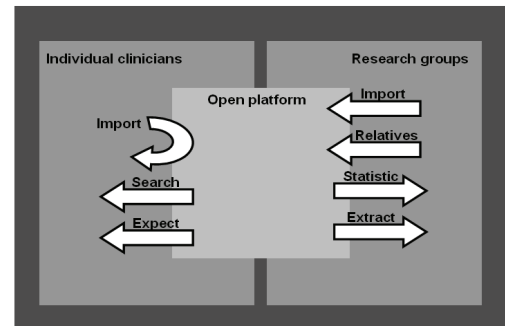 Individual clinicians
Research groups
Open platform
Import
Import
Relatives
Search
Statistic
Expect
Extract